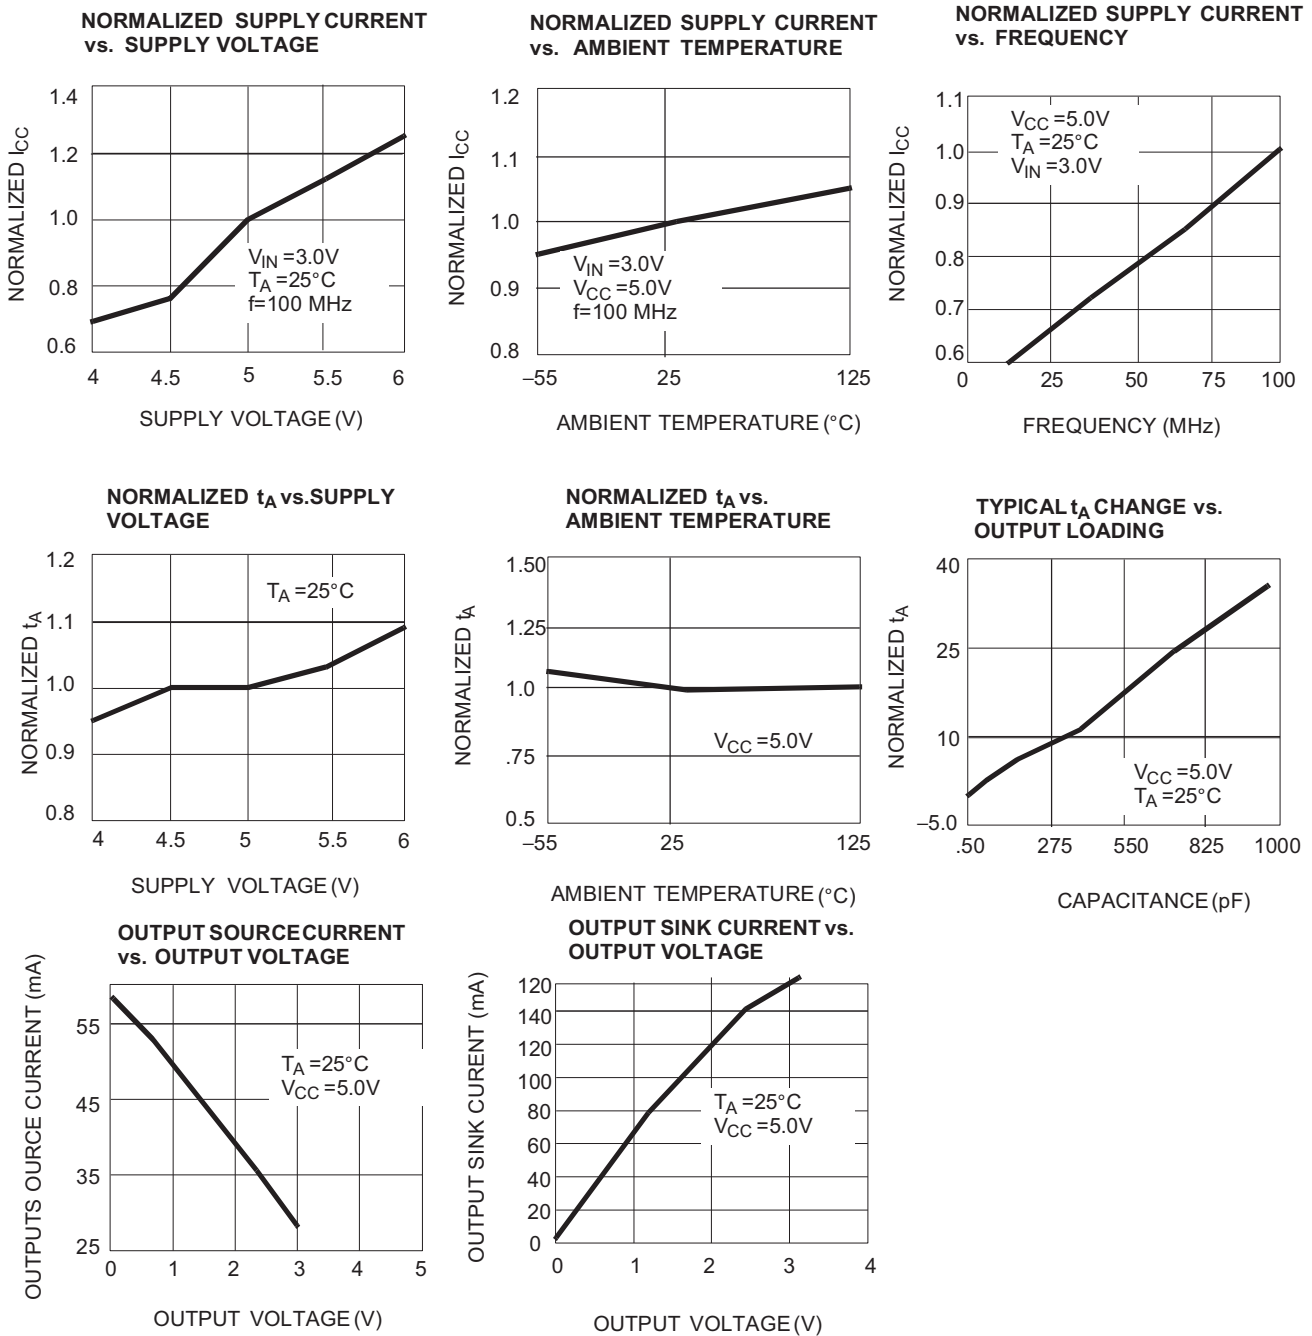 NORMALIZED SUPPLY CURRENT
vs. SUPPLY VOLTAGE
NORMALIZED ICC
1.4
1.2
1.0
0.8
0.6
VIN =3.0V
TA =25°C
f=100 MHz
4 4.5 5 5.5 6
SUPPLY VOLTAGE (V)
NORMALIZED SUPPLY CURRENT
vs. AMBIENT TEMPERATURE
NORMALIZED ICC
1.2
1.1
1.0
0.9
0.8
VIN =3.0V
VCC =5.0V
f=100 MHz
–55 25 125
AMBIENT TEMPERATURE (°C)
NORMALIZED SUPPLY CURRENT
vs. FREQUENCY
NORMALIZED ICC
1.1
1.0
0.9
0.8
0.7
0.6
VCC =5.0V
TA =25°C
VIN =3.0V
0 25 50 75 100
FREQUENCY (MHz)
NORMALIZED tA vs.SUPPLY
VOLTAGE
NORMALIZED tA
1.2
1.1
1.0
0.9
0.8
TA =25°C
4 4.5 5 5.5 6
SUPPLY VOLTAGE (V)
NORMALIZED tA vs.
AMBIENT TEMPERATURE
NORMALIZED tA
1.50
1.25
1.0
.75
0.5
VCC =5.0V
–55 25 125
AMBIENT TEMPERATURE (°C)
TYPICAL tA CHANGE vs.
OUTPUT LOADING
NORMALIZED tA
40
25
10
–5.0
VCC =5.0V
TA =25°C
.50 275 550 825 1000
CAPACITANCE (pF)
OUTPUT SOURCECURRENT
vs. OUTPUT VOLTAGE
OUTPUTS OURCE CURRENT (mA)
55
45
35
25
TA =25°C
VCC =5.0V
0 1 2 3 4 5
OUTPUT VOLTAGE (V)
OUTPUT SINK CURRENT vs.
OUTPUT VOLTAGE
OUTPUT SINK CURENT (mA)
120
140
120
100
80
60
40
20
0
TA =25°C
VCC =5.0V
0 1 2 3 4
OUTPUT VOLTAGE (V)